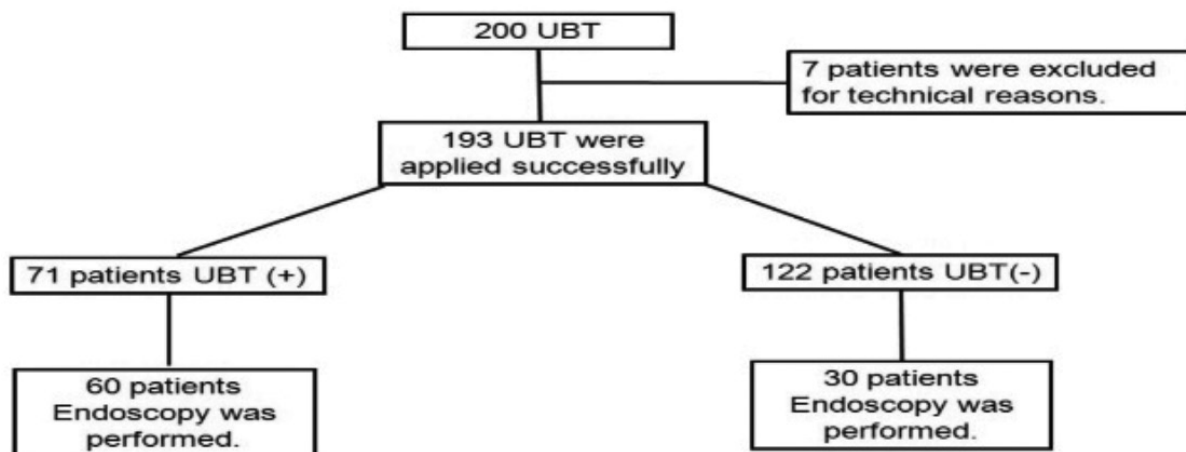 200 UBT
7 patients were excluded
for technical reasons.
193 UBT were
applied successfully
71 patients UBT (+)
122 patients UBT(-)
60 patients
Endoscopy was
performed.
30 patients
Endoscopy was
performed.